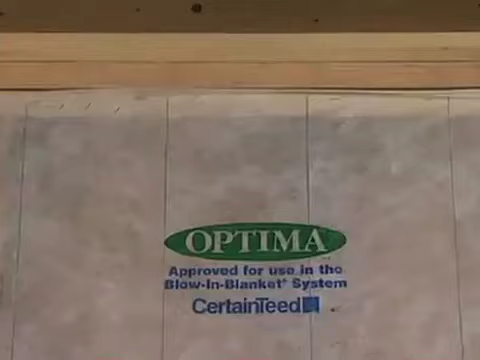 OPTIMA
Approved for use in the
Blow-In-Blanket® System
CertainTeed